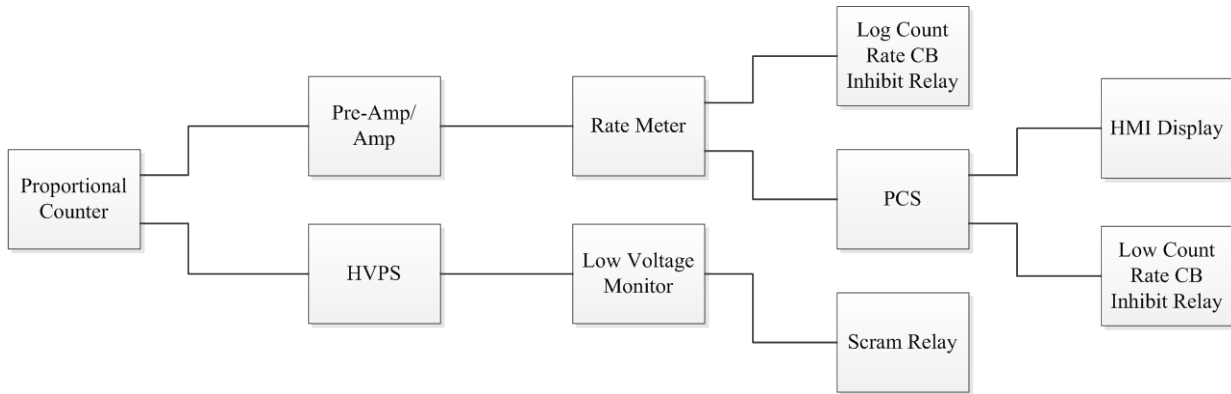 Proportional
Counter
Pre-Amp/
Amp
HVPS
Rate Meter
Low Voltage
Monitor
Log Count
Rate CB
Inhibit Relay
PCS
Scram Relay
HMI Display
Low Count
Rate CB
Inhibit Relay